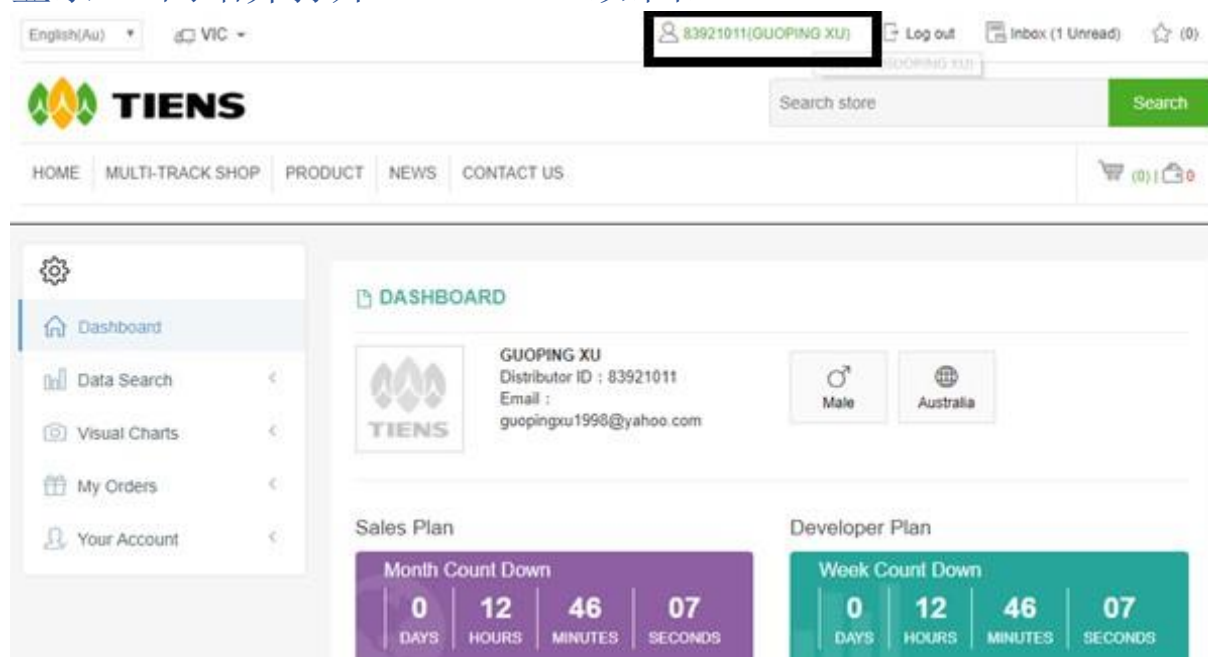 English(Au) VIC 83921011(GUOPING XU) Log out Inbox (1 Unread) (0)
TIENS
Search store Search
HOME MULTI-TRACK SHOP PRODUCT NEWS CONTACT US (0) | 0
DASHBOARD
Dashboard
Data Search
Visual Charts
My Orders
Your Account
TIENS
GUOPING XU
Distributor ID : 83921011
Email :
guopingxu1998@yahoo.com
Male Australia
Sales Plan
Month Count Down
0 12 46 07
DAYS HOURS MINUTES SECONDS
Developer Plan
Week Count Down
0 12 46 07
DAYS HOURS MINUTES SECONDS